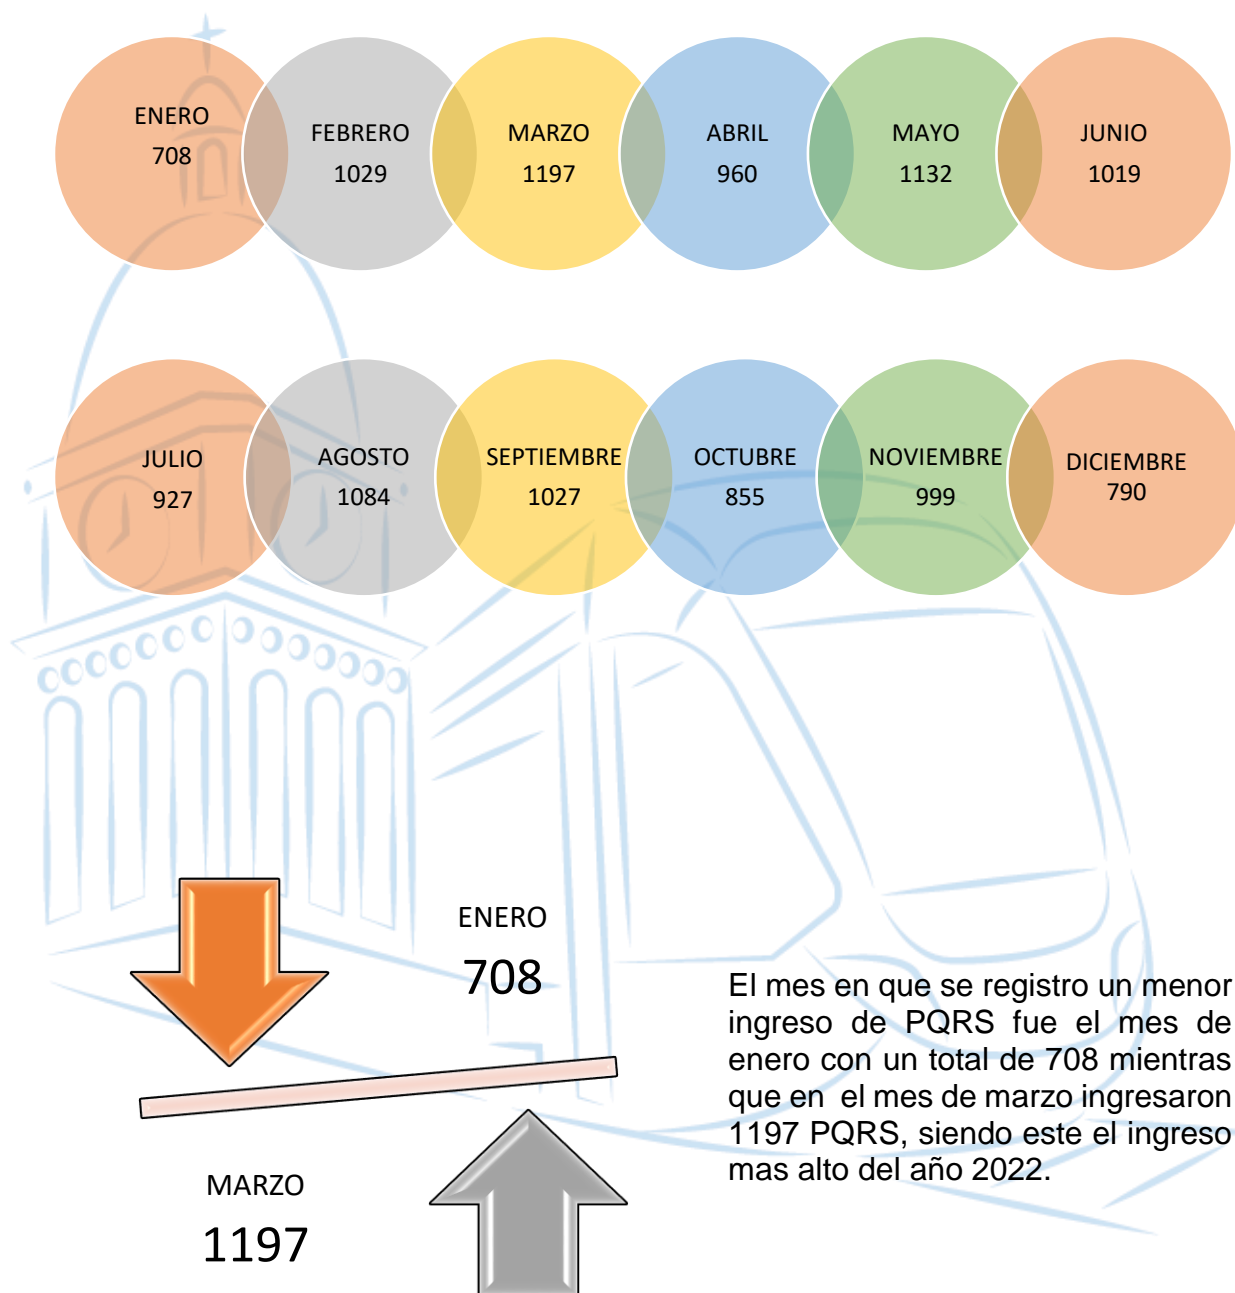 ENERO
708
FEBRERO
1029
MARZO
1197
ABRIL
960
MAYO
1132
JUNIO
1019
JULIO
927
AGOSTO
1084
SEPTIEMBRE
1027
OCTUBRE
855
NOVIEMBRE
999
DICIEMBRE
790
ENERO
708
MARZO
1197
El mes en que se registro un menor
ingreso de PQRS fue el mes de
enero con un total de 708 mientras
que en el mes de marzo ingresaron
1197 PQRS, siendo este el ingreso
mas alto del año 2022.